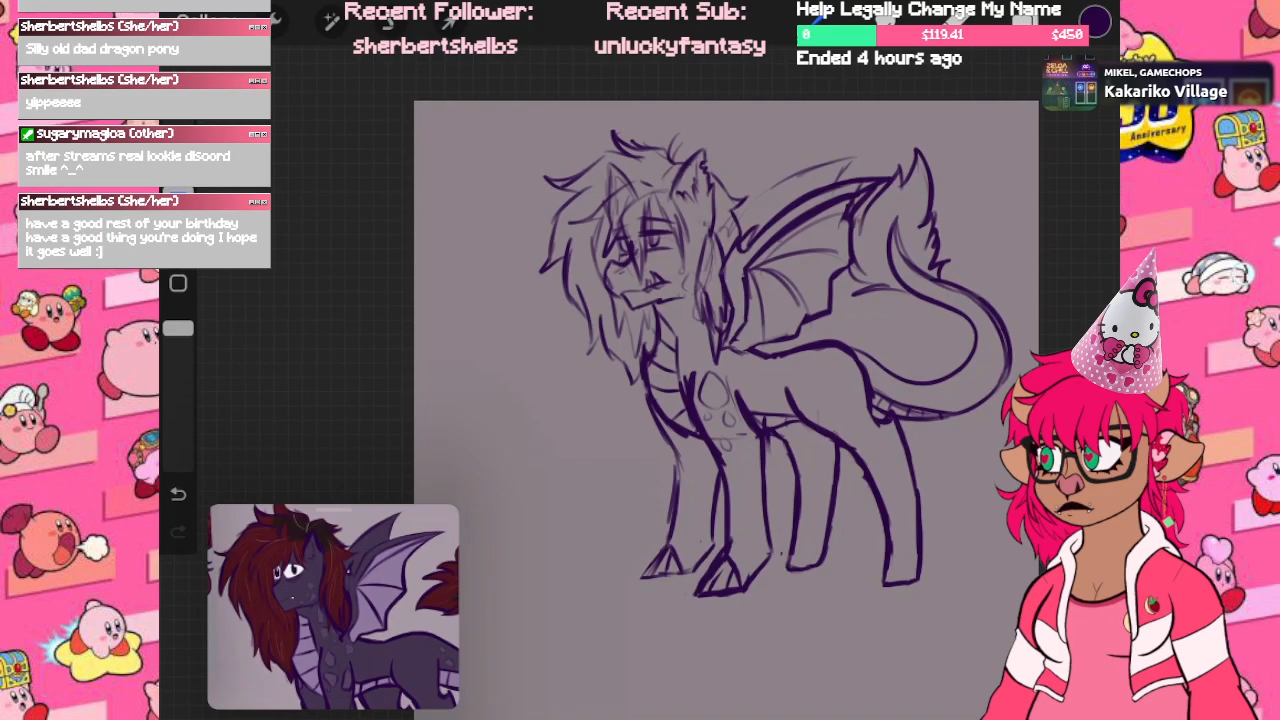 sherbertshelbs (She/her)
Silly old dad dragon pony
sherbertshelbs (She/her)
yippeeee
sugarymagica (other)
after streams real lookie discord
smile ^_^
sherbertshelbs (She/her)
have a good rest of your birthday
have a good thing you're doing I hope
it goes well :]
Recent Follower:
sherbertshelbs
Recent Sub:
unluckyfantasy
Help Legally Change My Name
0 $119.41 $450
Ended 4 hours ago
MIKEL, GAMECHOPS
Kakariko Village
Anniversary